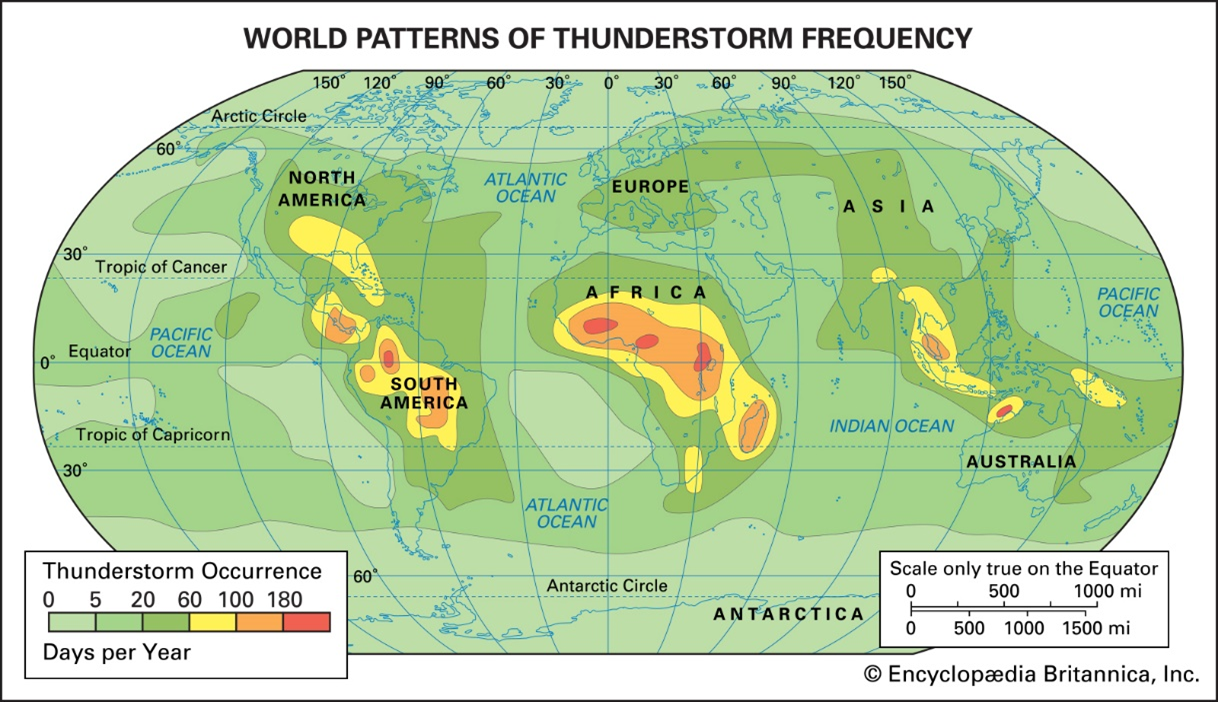 WORLD PATTERNS OF THUNDERSTORM FREQUENCY
150° 120° 90° 60° 30° 0° 30° 60° 90° 120° 150°
Arctic Circle
60°
NORTH
AMERICA
ATLANTIC
OCEAN
EUROPE
ASIA
30°
Tropic of Cancer
AFRICA
PACIFIC
OCEAN
PACIFIC
OCEAN
Equator
0°
SOUTH
AMERICA
INDIAN OCEAN
Tropic of Capricorn
30°
AUSTRALIA
ATLANTIC
OCEAN
60°
Antarctic Circle
ANTARCTICA
Thunderstorm Occurrence
0 5 20 60 100 180
Days per Year
Scale only true on the Equator
0 500 1000 mi
0 500 1000 1500 mi
© Encyclopædia Britannica, Inc.